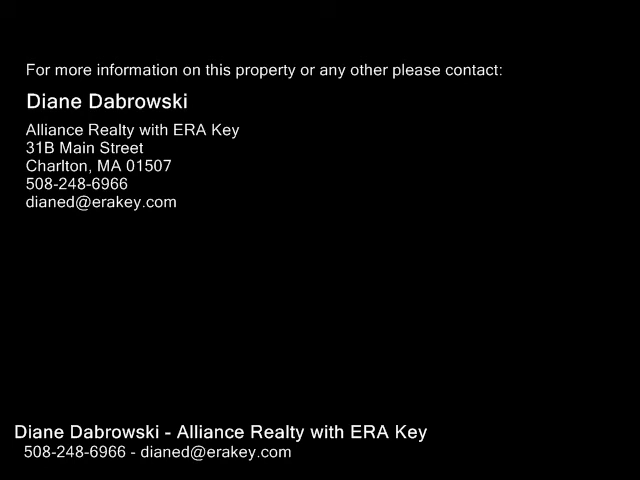 For more information on this property or any other please contact:
Diane Dabrowski
Alliance Realty with ERA Key
31B Main Street
Charlton, MA 01507
508-248-6966
dianed@erakey.com
Diane Dabrowski - Alliance Realty with ERA Key
508-248-6966 - dianed@erakey.com